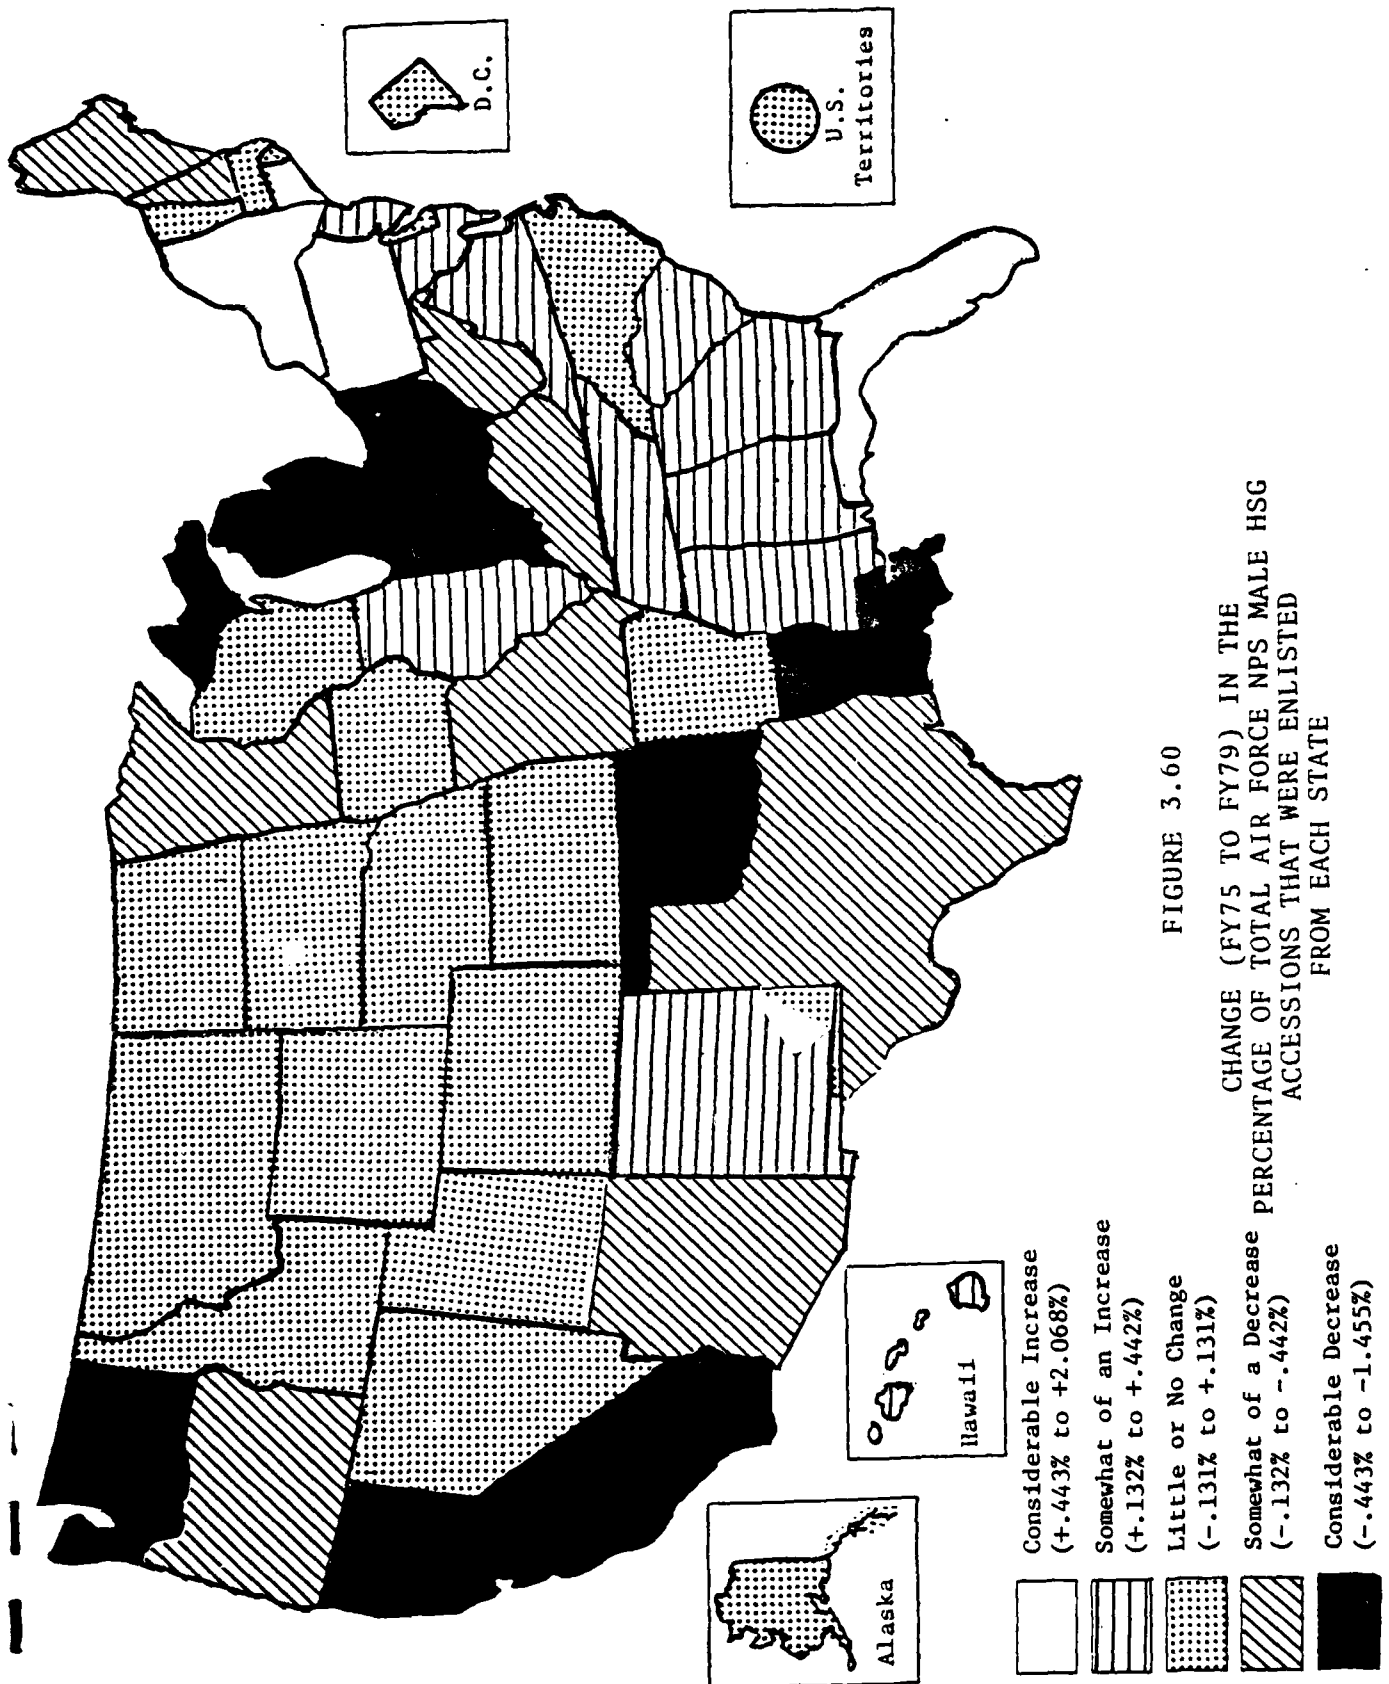 D.C.
U.S.
Territories
Alaska
Hawaii
Considerable Increase
(+.443% to +2.068%)
Somewhat of an Increase
(+.132% to +.442%)
Little or No Change
(-.131% to +.131%)
Somewhat of a Decrease
(-.132% to -.442%)
Considerable Decrease
(-.443% to -1.455%)
FIGURE 3.60
CHANGE (FY75 TO FY79) IN THE
PERCENTAGE OF TOTAL AIR FORCE NPS MALE HSG
ACCESSIONS THAT WERE ENLISTED
FROM EACH STATE